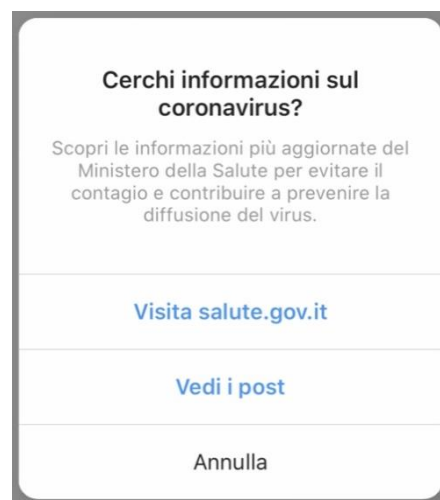 Cerchi informazioni sul
coronavirus?
Scopri le informazioni più aggiornate del
Ministero della Salute per evitare il
contagio e contribuire a prevenire la
diffusione del virus.
Visita salute.gov.it
Vedi i post
Annulla